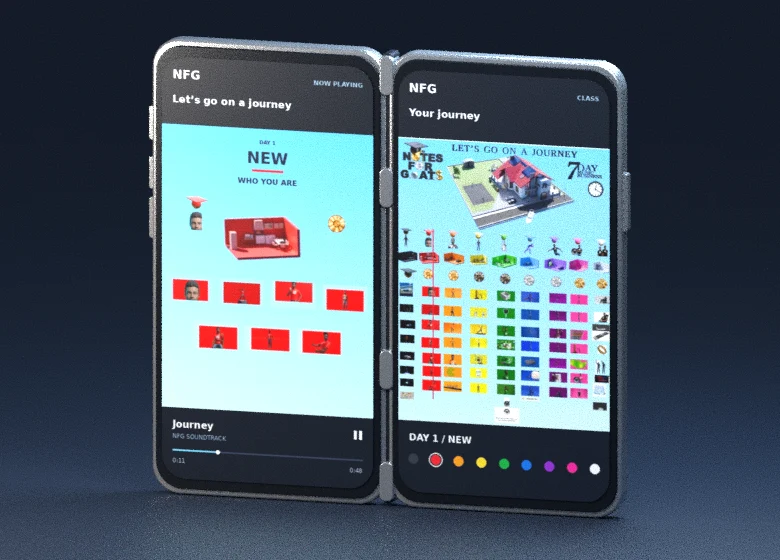 NFG
NOW PLAYING
Let's go on a journey
DAY 1
NEW
WHO YOU ARE
Journey
NFG SOUNDTRACK
0:11
0:48
NFG
CLASS
Your journey
NOTES
FOR
GOATS
LET'S GO ON A JOURNEY
7 DAY
DAY 1 / NEW